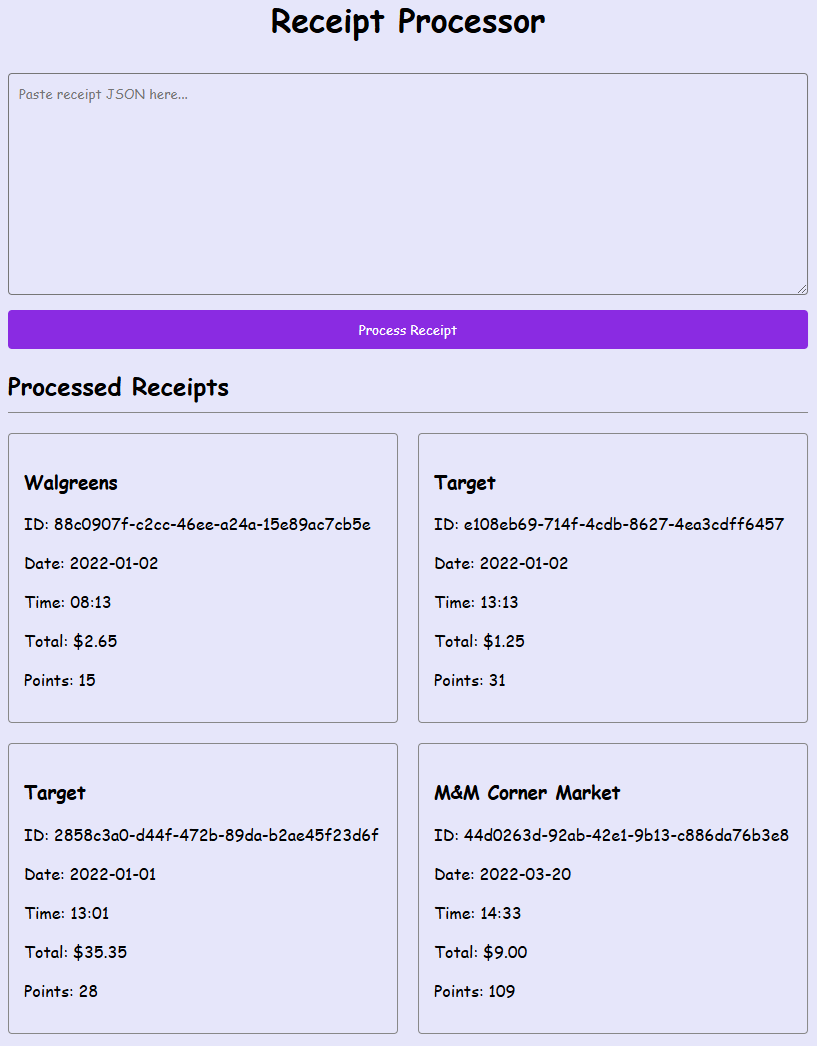 Receipt Processor
Paste receipt JSON here...
Process Receipt
Processed Receipts
Walgreens
ID: 88c0907f-c2cc-46ee-a24a-15e89ac7cb5e
Date: 2022-01-02
Time: 08:13
Total: $2.65
Points: 15
Target
ID: e108eb69-714f-4cdb-8627-4ea3cdff6457
Date: 2022-01-02
Time: 13:13
Total: $1.25
Points: 31
Target
ID: 2858c3a0-d44f-472b-89da-b2ae45f23d6f
Date: 2022-01-01
Time: 13:01
Total: $35.35
Points: 28
M&M Corner Market
ID: 44d0263d-92ab-42e1-9b13-c886da76b3e8
Date: 2022-03-20
Time: 14:33
Total: $9.00
Points: 109